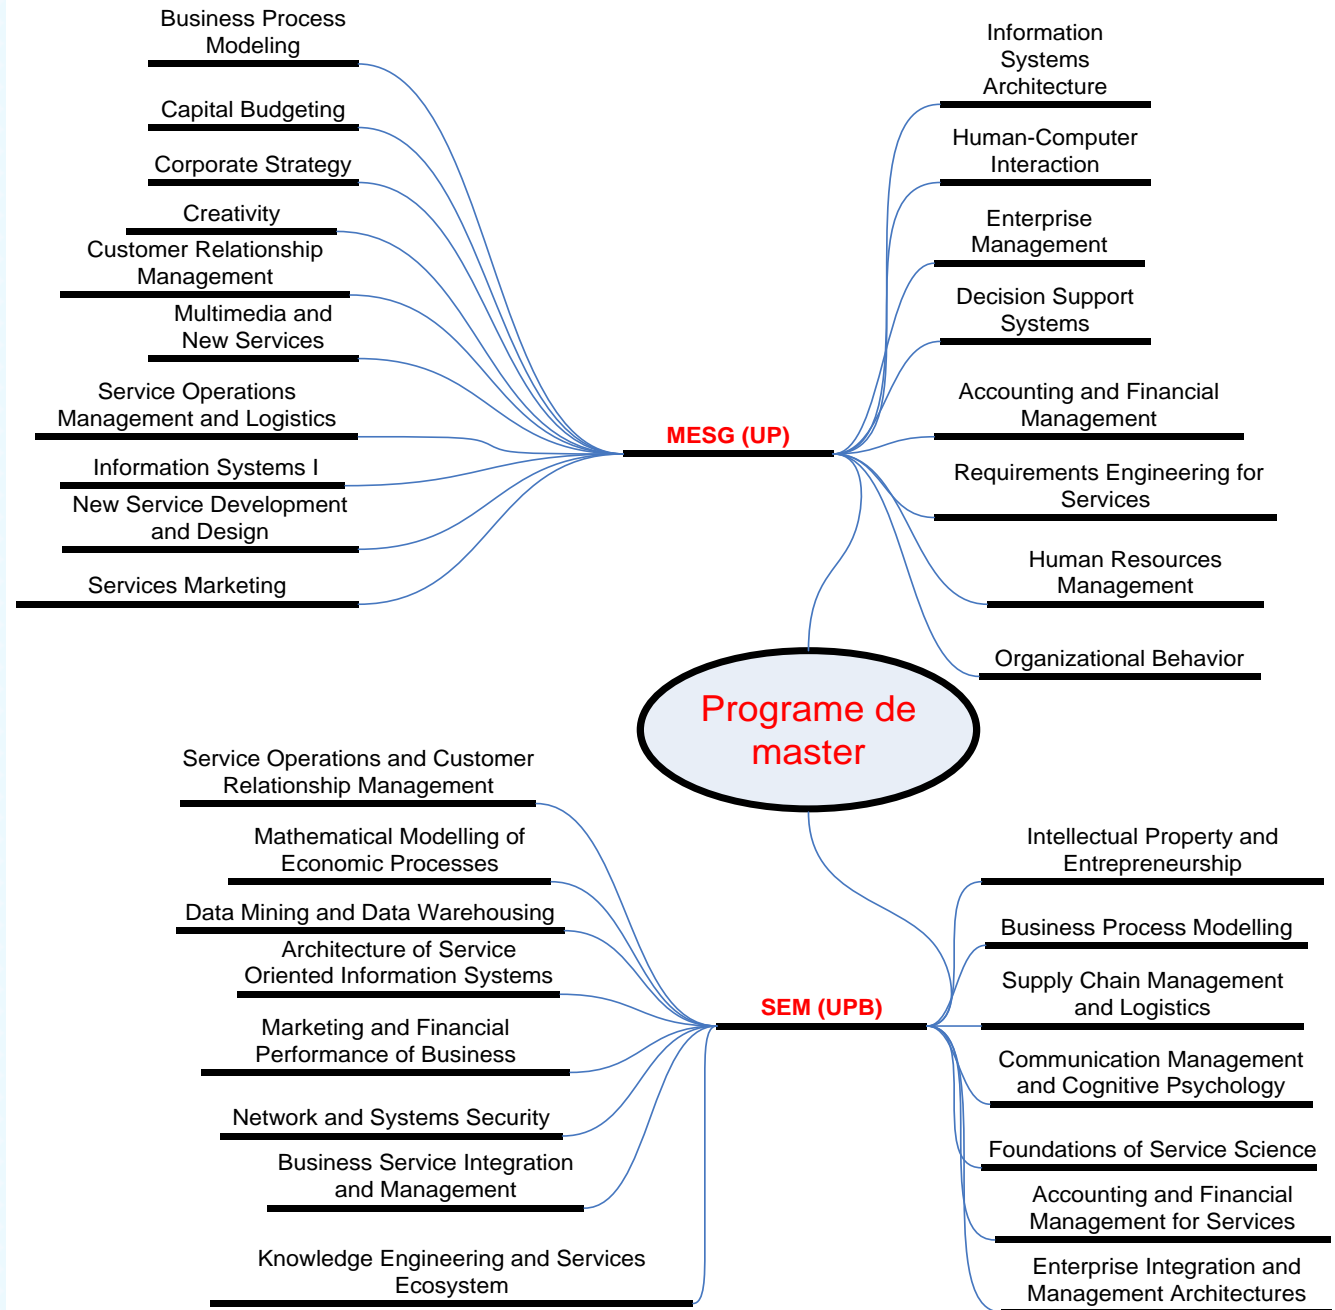 Business Process
Modeling
Capital Budgeting
Corporate Strategy
Creativity
Customer Relationship
Management
Multimedia and
New Services
Service Operations
Management and Logistics
Information Systems I
New Service Development
and Design
Services Marketing
MESG (UP)
Information
Systems
Architecture
Human-Computer
Interaction
Enterprise
Management
Decision Support
Systems
Accounting and Financial
Management
Requirements Engineering for
Services
Human Resources
Management
Organizational Behavior
Programe de
master
Service Operations and Customer
Relationship Management
Mathematical Modelling of
Economic Processes
Data Mining and Data Warehousing
Architecture of Service
Oriented Information Systems
Marketing and Financial
Performance of Business
Network and Systems Security
Business Service Integration
and Management
Knowledge Engineering and Services
Ecosystem
SEM (UPB)
Intellectual Property and
Entrepreneurship
Business Process Modelling
Supply Chain Management
and Logistics
Communication Management
and Cognitive Psychology
Foundations of Service Science
Accounting and Financial
Management for Services
Enterprise Integration and
Management Architectures